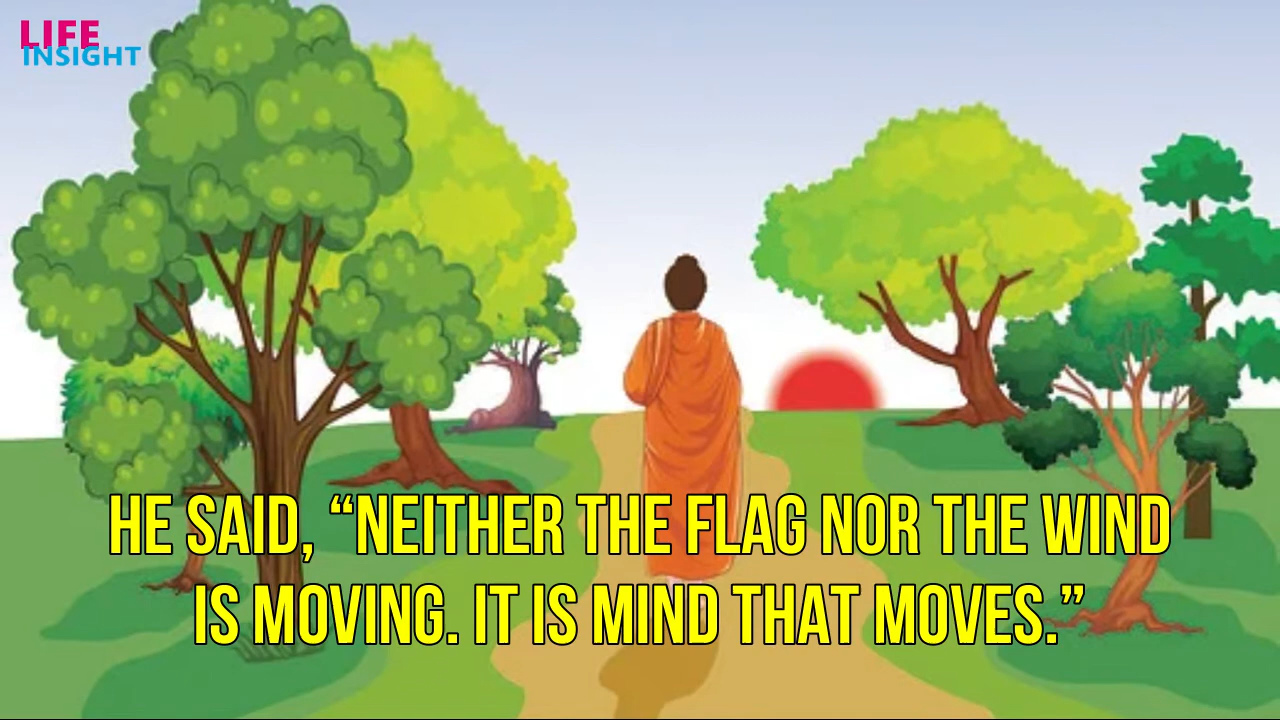 LIFE
INSIGHT
HE SAID, “NEITHER THE FLAG NOR THE WIND
IS MOVING. IT IS MIND THAT MOVES.”